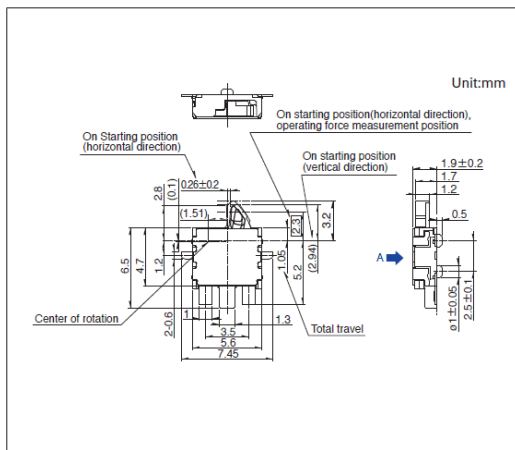 Unit:mm
On starting position(horizontal direction),
operating force measurement position
On Starting position
(horizontal direction)
On starting position
(vertical direction)
1.9±0.2
1.7
1.2
0.5
0.26±0.2
2.8
(0.1)
(1.51)
2.3
3.2
1.05
(2.94)
5.2
6.5
4.7
1.2
2-0.6
A
Center of rotation
Total travel
1
1.3
3.5
5.6
7.45
ø1±0.05
2.5±0.1